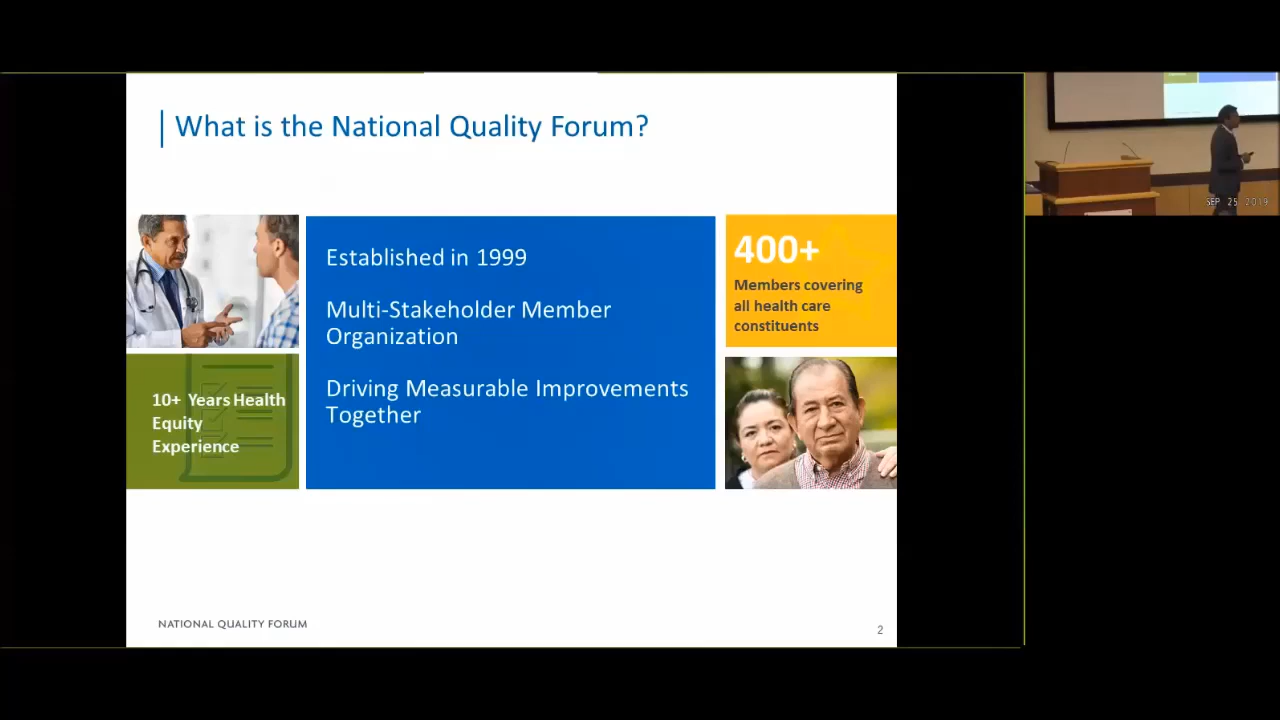 What is the National Quality Forum?
Established in 1999
Multi-Stakeholder Member
Organization
Driving Measurable Improvements
Together
400+
Members covering
all health care
constituents
10+ Years Health
Equity
Experience
NATIONAL QUALITY FORUM
2
SEP 25 2019